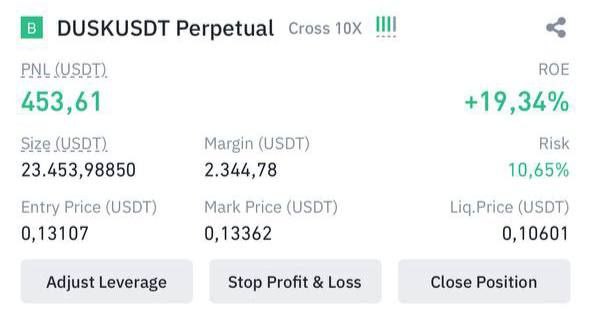 B DUSKUSDT Perpetual Cross 10X
PNL (USDT) ROE
453,61 +19,34%
Size (USDT) Margin (USDT) Risk
23.453,98850 2.344,78 10,65%
Entry Price (USDT) Mark Price (USDT) Liq.Price (USDT)
0,13107 0,13362 0,10601
Adjust Leverage Stop Profit & Loss Close Position